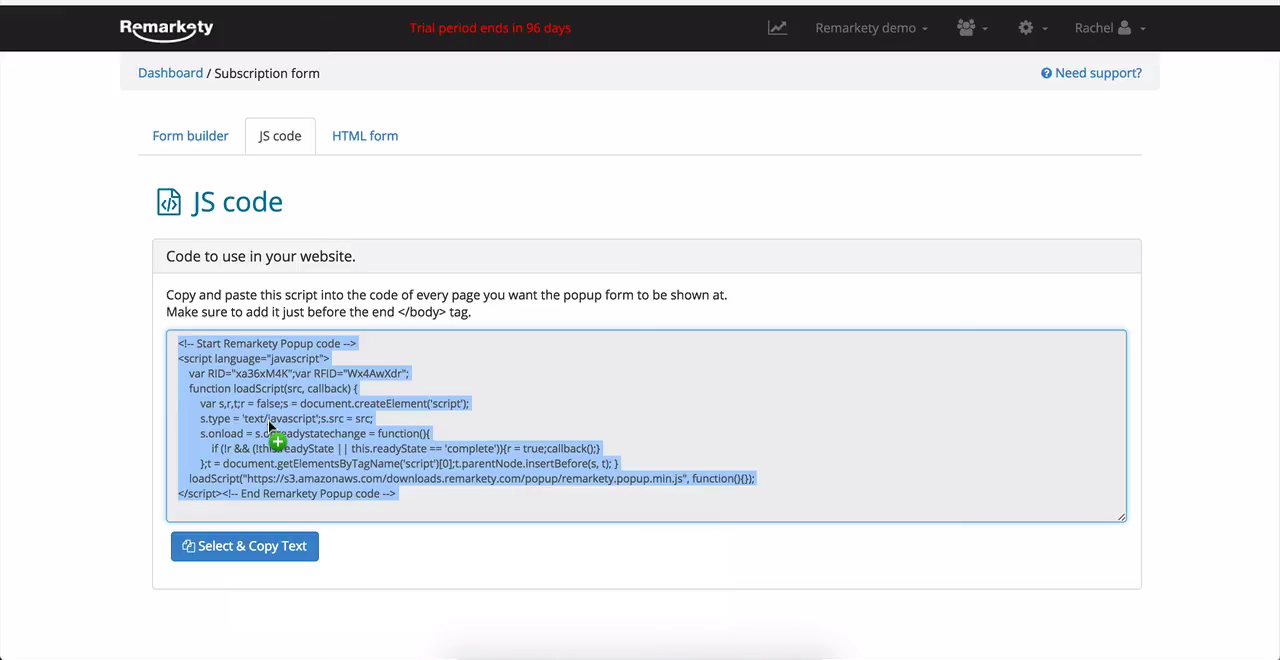 Remarkety
Trial period ends in 96 days
Remarkety demo
Rachel
Dashboard / Subscription form
Need support?
Form builder
JS code
HTML form
JS code
Code to use in your website.
Copy and paste this script into the code of every page you want the popup form to be shown at.
Make sure to add it just before the end </body> tag.
<!-- Start Remarkety Popup code -->
<script language="javascript">
var RID="xa36xM4K";var RFID="Wx4AwXdr";
function loadScript(src, callback) {
var s,r,t;r = false;s = document.createElement('script');
s.type = 'text/javascript';s.src = src;
s.onload = s.onreadystatechange = function(){
if (!r && (!this.readyState || this.readyState == 'complete')){r = true;callback();}
};t = document.getElementsByTagName('script')[0];t.parentNode.insertBefore(s, t); }
loadScript("https://s3.amazonaws.com/downloads.remarkety.com/popup/remarkety.popup.min.js", function(){});
</script><!-- End Remarkety Popup code -->
Select & Copy Text